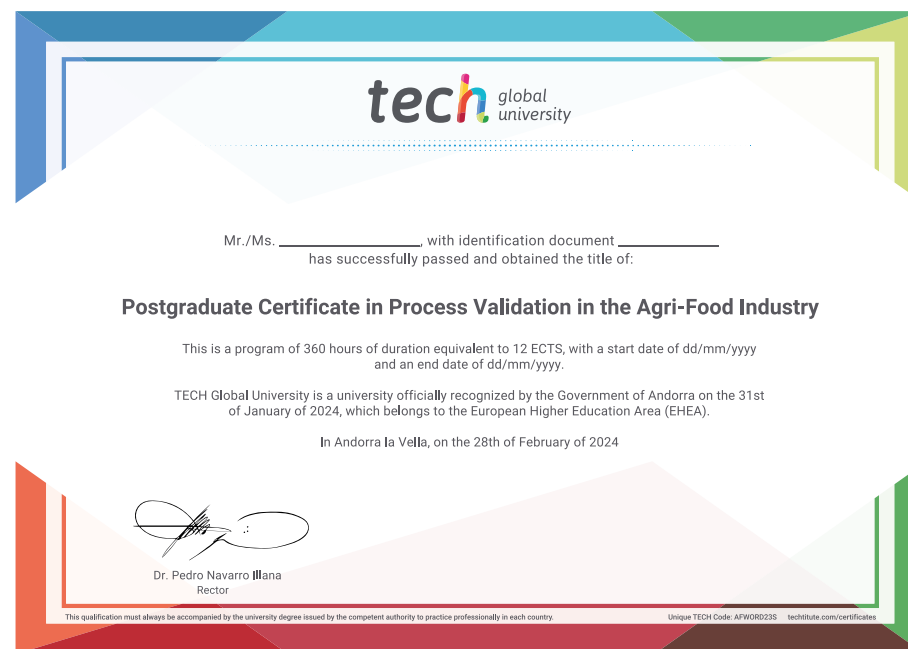 tech global university
Mr./Ms. ____________________, with identification document ______________
has successfully passed and obtained the title of:
Postgraduate Certificate in Process Validation in the Agri-Food Industry
This is a program of 360 hours of duration equivalent to 12 ECTS, with a start date of dd/mm/yyyy
and an end date of dd/mm/yyyy.
TECH Global University is a university officially recognized by the Government of Andorra on the 31st
of January of 2024, which belongs to the European Higher Education Area (EHEA).
In Andorra la Vella, on the 28th of February of 2024
Dr. Pedro Navarro Illana
Rector
This qualification must always be accompanied by the university degree issued by the competent authority to practice professionally in each country.
Unique TECH Code: AFWORD23S techtitute.com/certificates